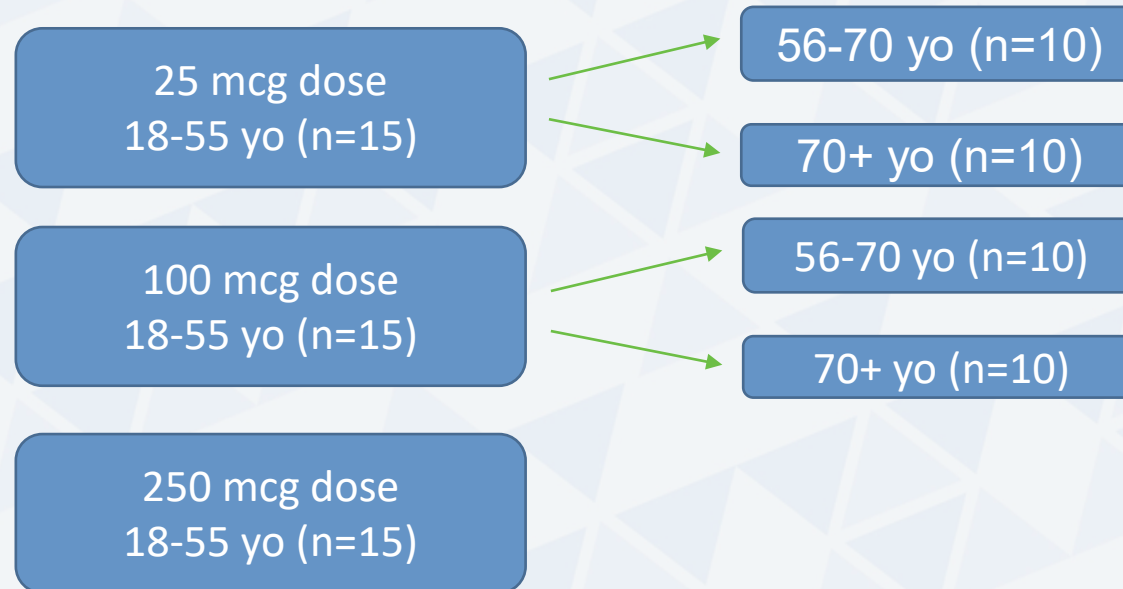 25 mcg dose
18-55 yo (n=15)
56-70 yo (n=10)
70+ yo (n=10)
100 mcg dose
18-55 yo (n=15)
56-70 yo (n=10)
70+ yo (n=10)
250 mcg dose
18-55 yo (n=15)